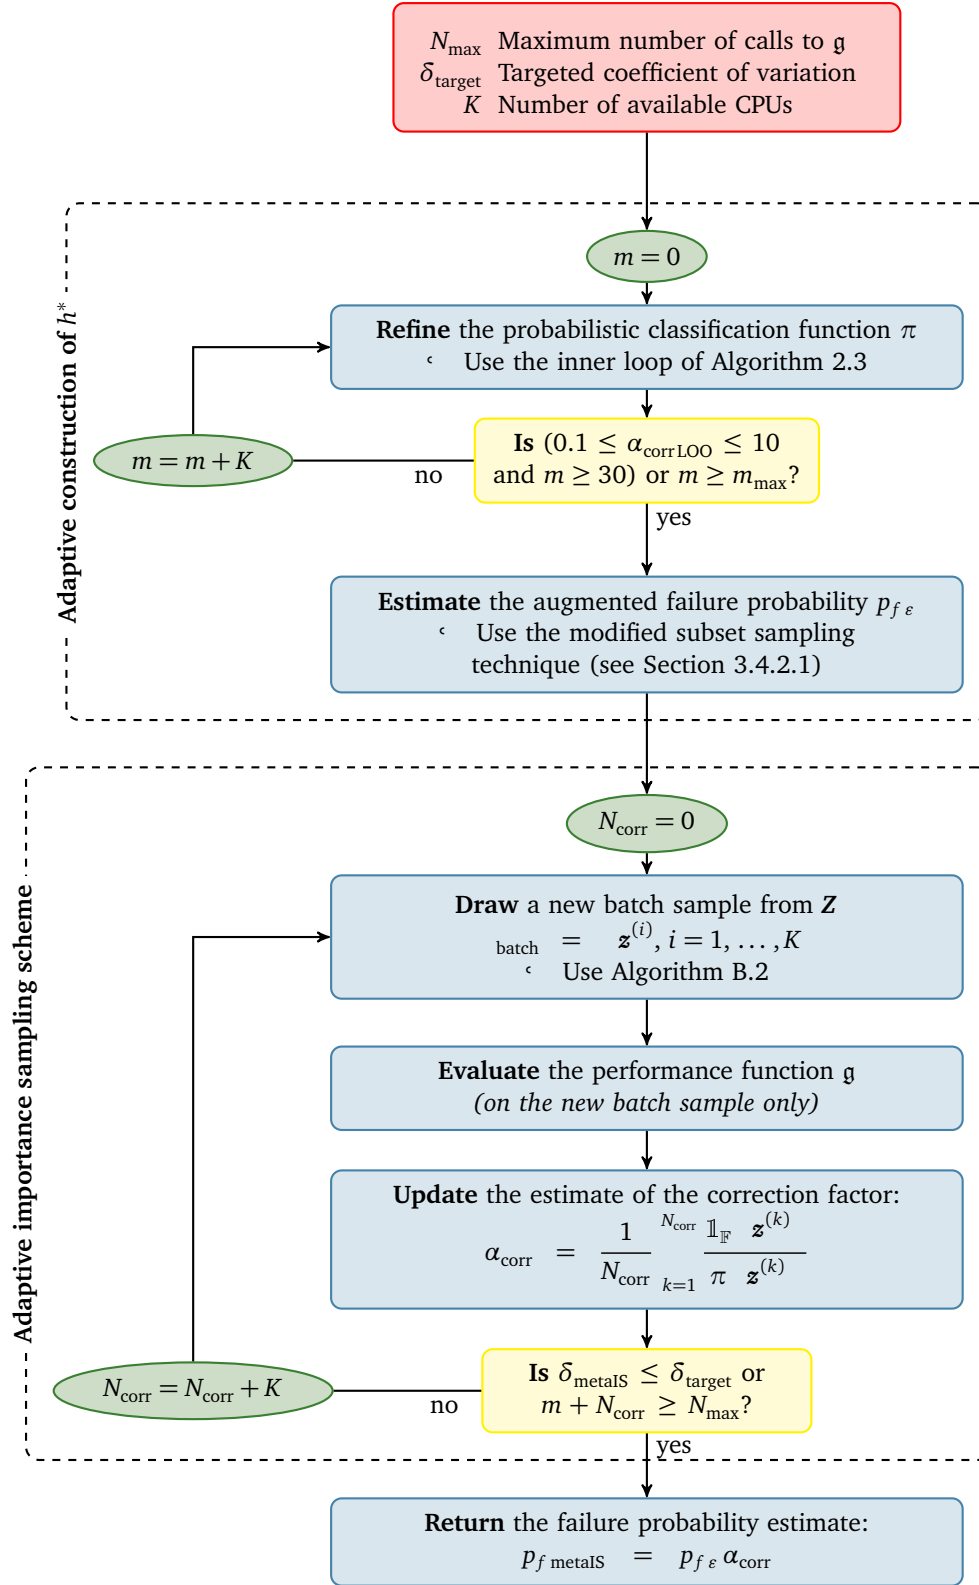 N_max Maximum number of calls to 𝔤
δ_target Targeted coefficient of variation
K Number of available CPUs
Adaptive construction of h*
m = 0
Refine the probabilistic classification function π
Use the inner loop of Algorithm 2.3
Is (0.1 ≤ α_corr LOO ≤ 10
and m ≥ 30) or m ≥ m_max?
no
m = m + K
yes
Estimate the augmented failure probability p_f ε
Use the modified subset sampling
technique (see Section 3.4.2.1)
Adaptive importance sampling scheme
N_corr = 0
Draw a new batch sample from Z
batch = z^(i), i = 1, ..., K
Use Algorithm B.2
Evaluate the performance function 𝔤
(on the new batch sample only)
Update the estimate of the correction factor:
α_corr = 1/N_corr k=1 N_corr 𝟙_𝔽 z^(k) / π z^(k)
Is δ_metaIS ≤ δ_target or
m + N_corr ≥ N_max?
no
N_corr = N_corr + K
yes
Return the failure probability estimate:
p_f metaIS = p_f ε α_corr